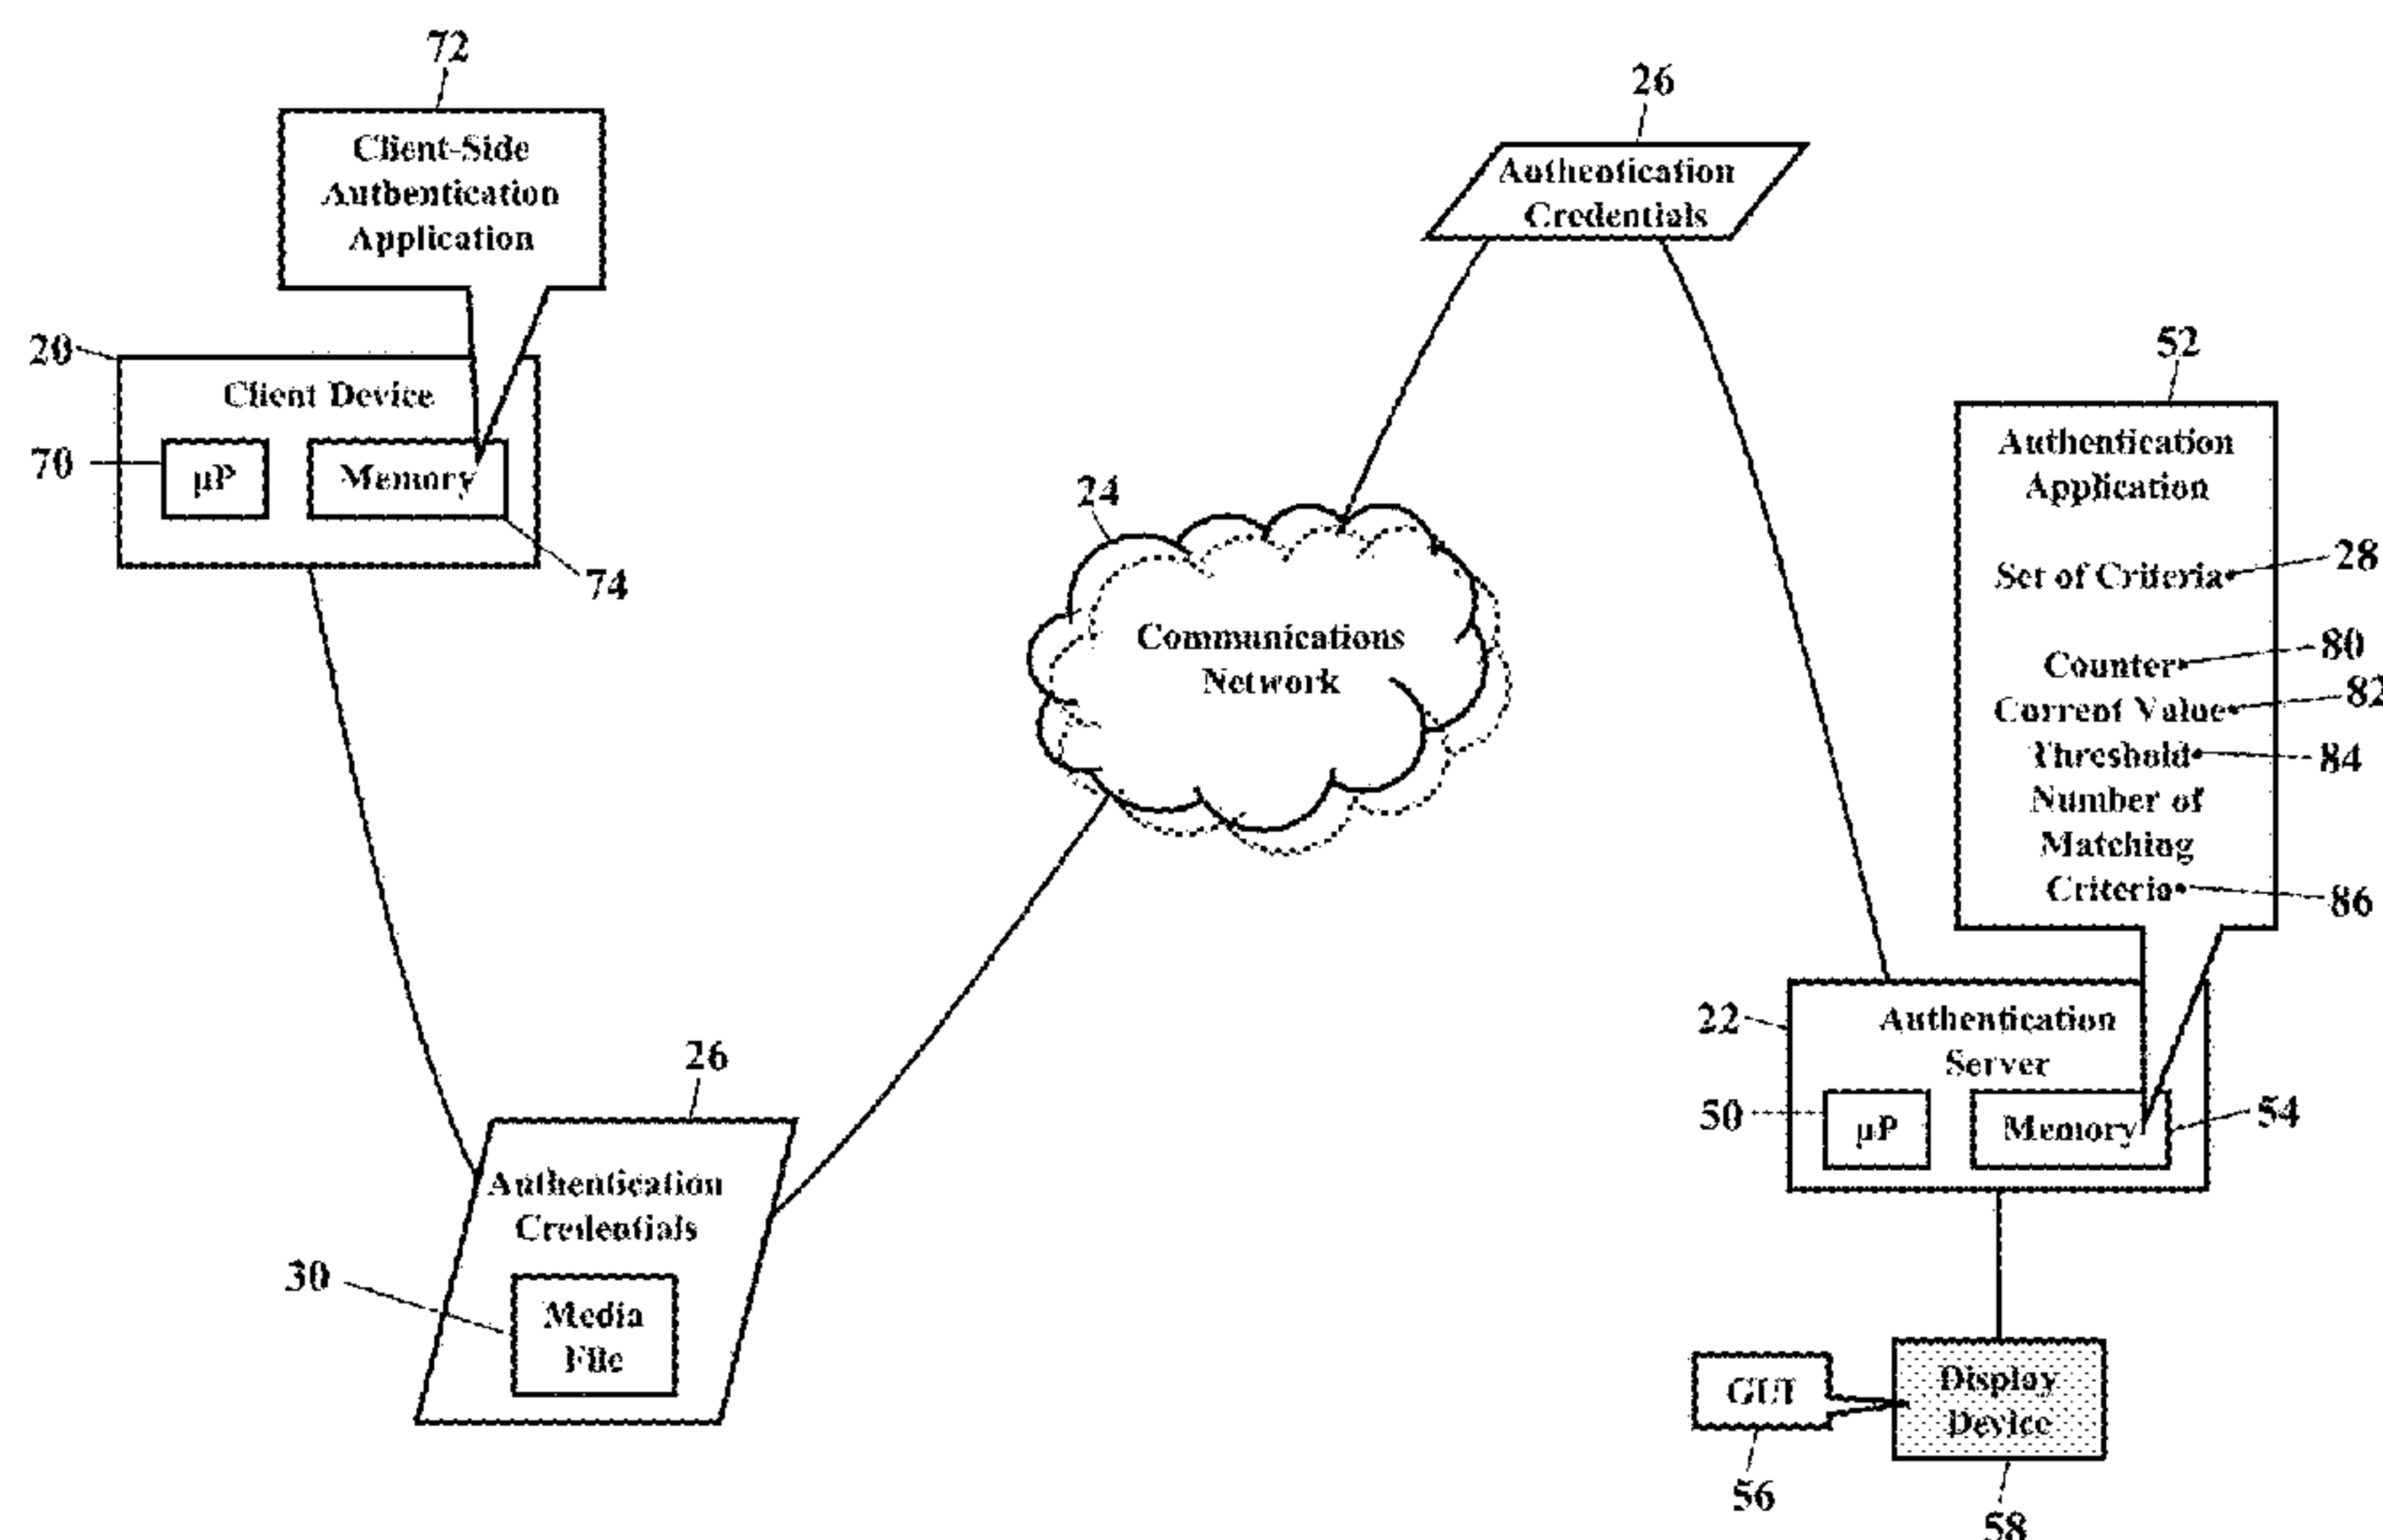 72
Client-Side
Authentication
Application
20
Client Device
70
µP
Memory
74
26
Authentication
Credentials
24
Communications
Network
52
Authentication
Application
Set of Criteria
28
Counter
80
Current Value
82
Threshold
84
Number of
Matching
Criteria
86
26
Authentication
Credentials
30
Media
File
22
Authentication
Server
50
µP
Memory
54
GUI
56
Display
Device
58